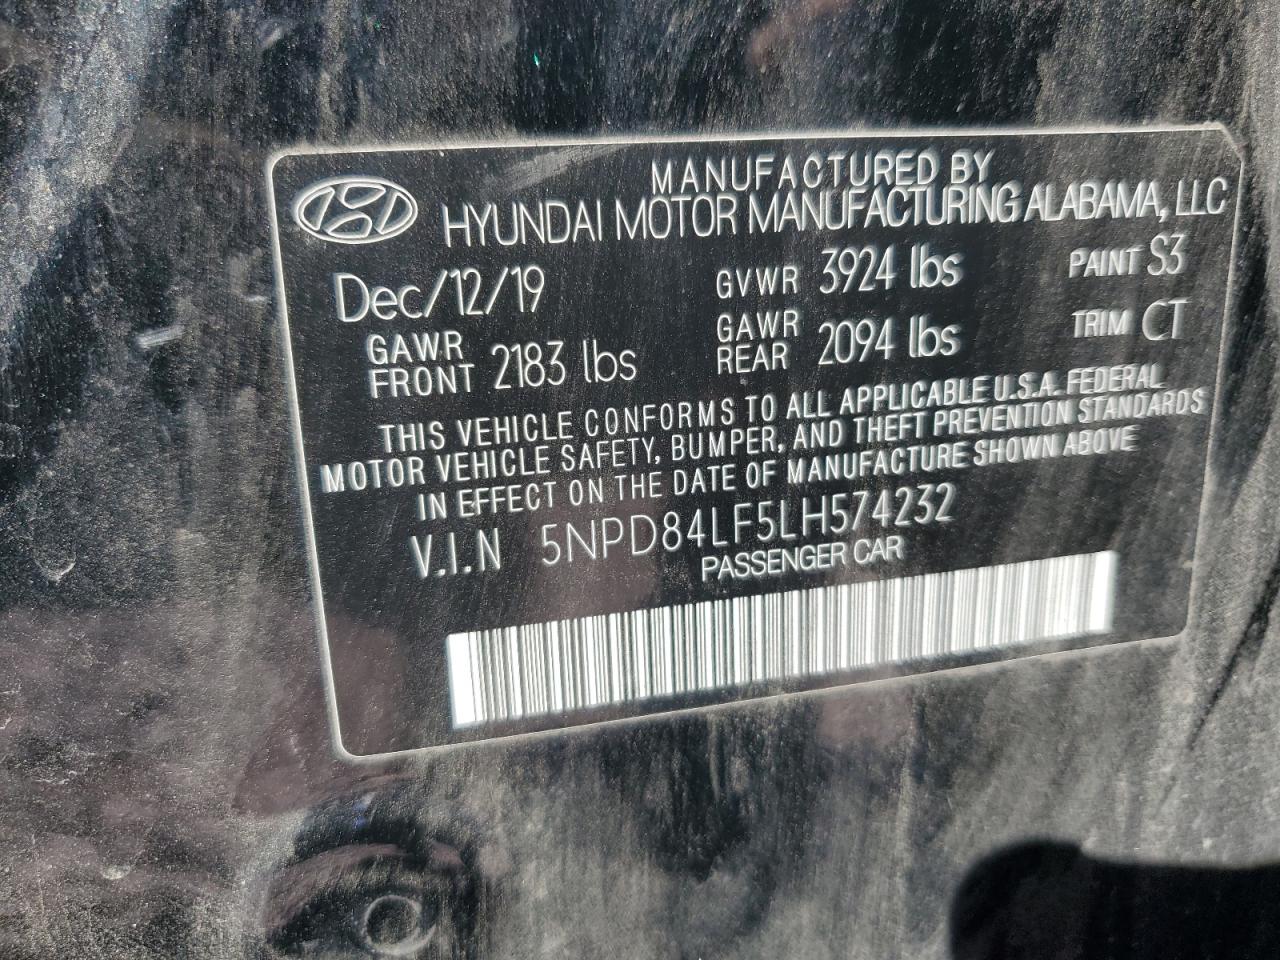 MANUFACTURED BY
HYUNDAI MOTOR MANUFACTURING ALABAMA, LLC
Dec/12/19 GVWR 3924 lbs PAINT S3
GAWR FRONT 2183 lbs GAWR REAR 2094 lbs TRIM CT
THIS VEHICLE CONFORMS TO ALL APPLICABLE U.S.A. FEDERAL
MOTOR VEHICLE SAFETY, BUMPER, AND THEFT PREVENTION STANDARDS
IN EFFECT ON THE DATE OF MANUFACTURE SHOWN ABOVE
V.I.N 5NPD84LF5LH574232
PASSENGER CAR